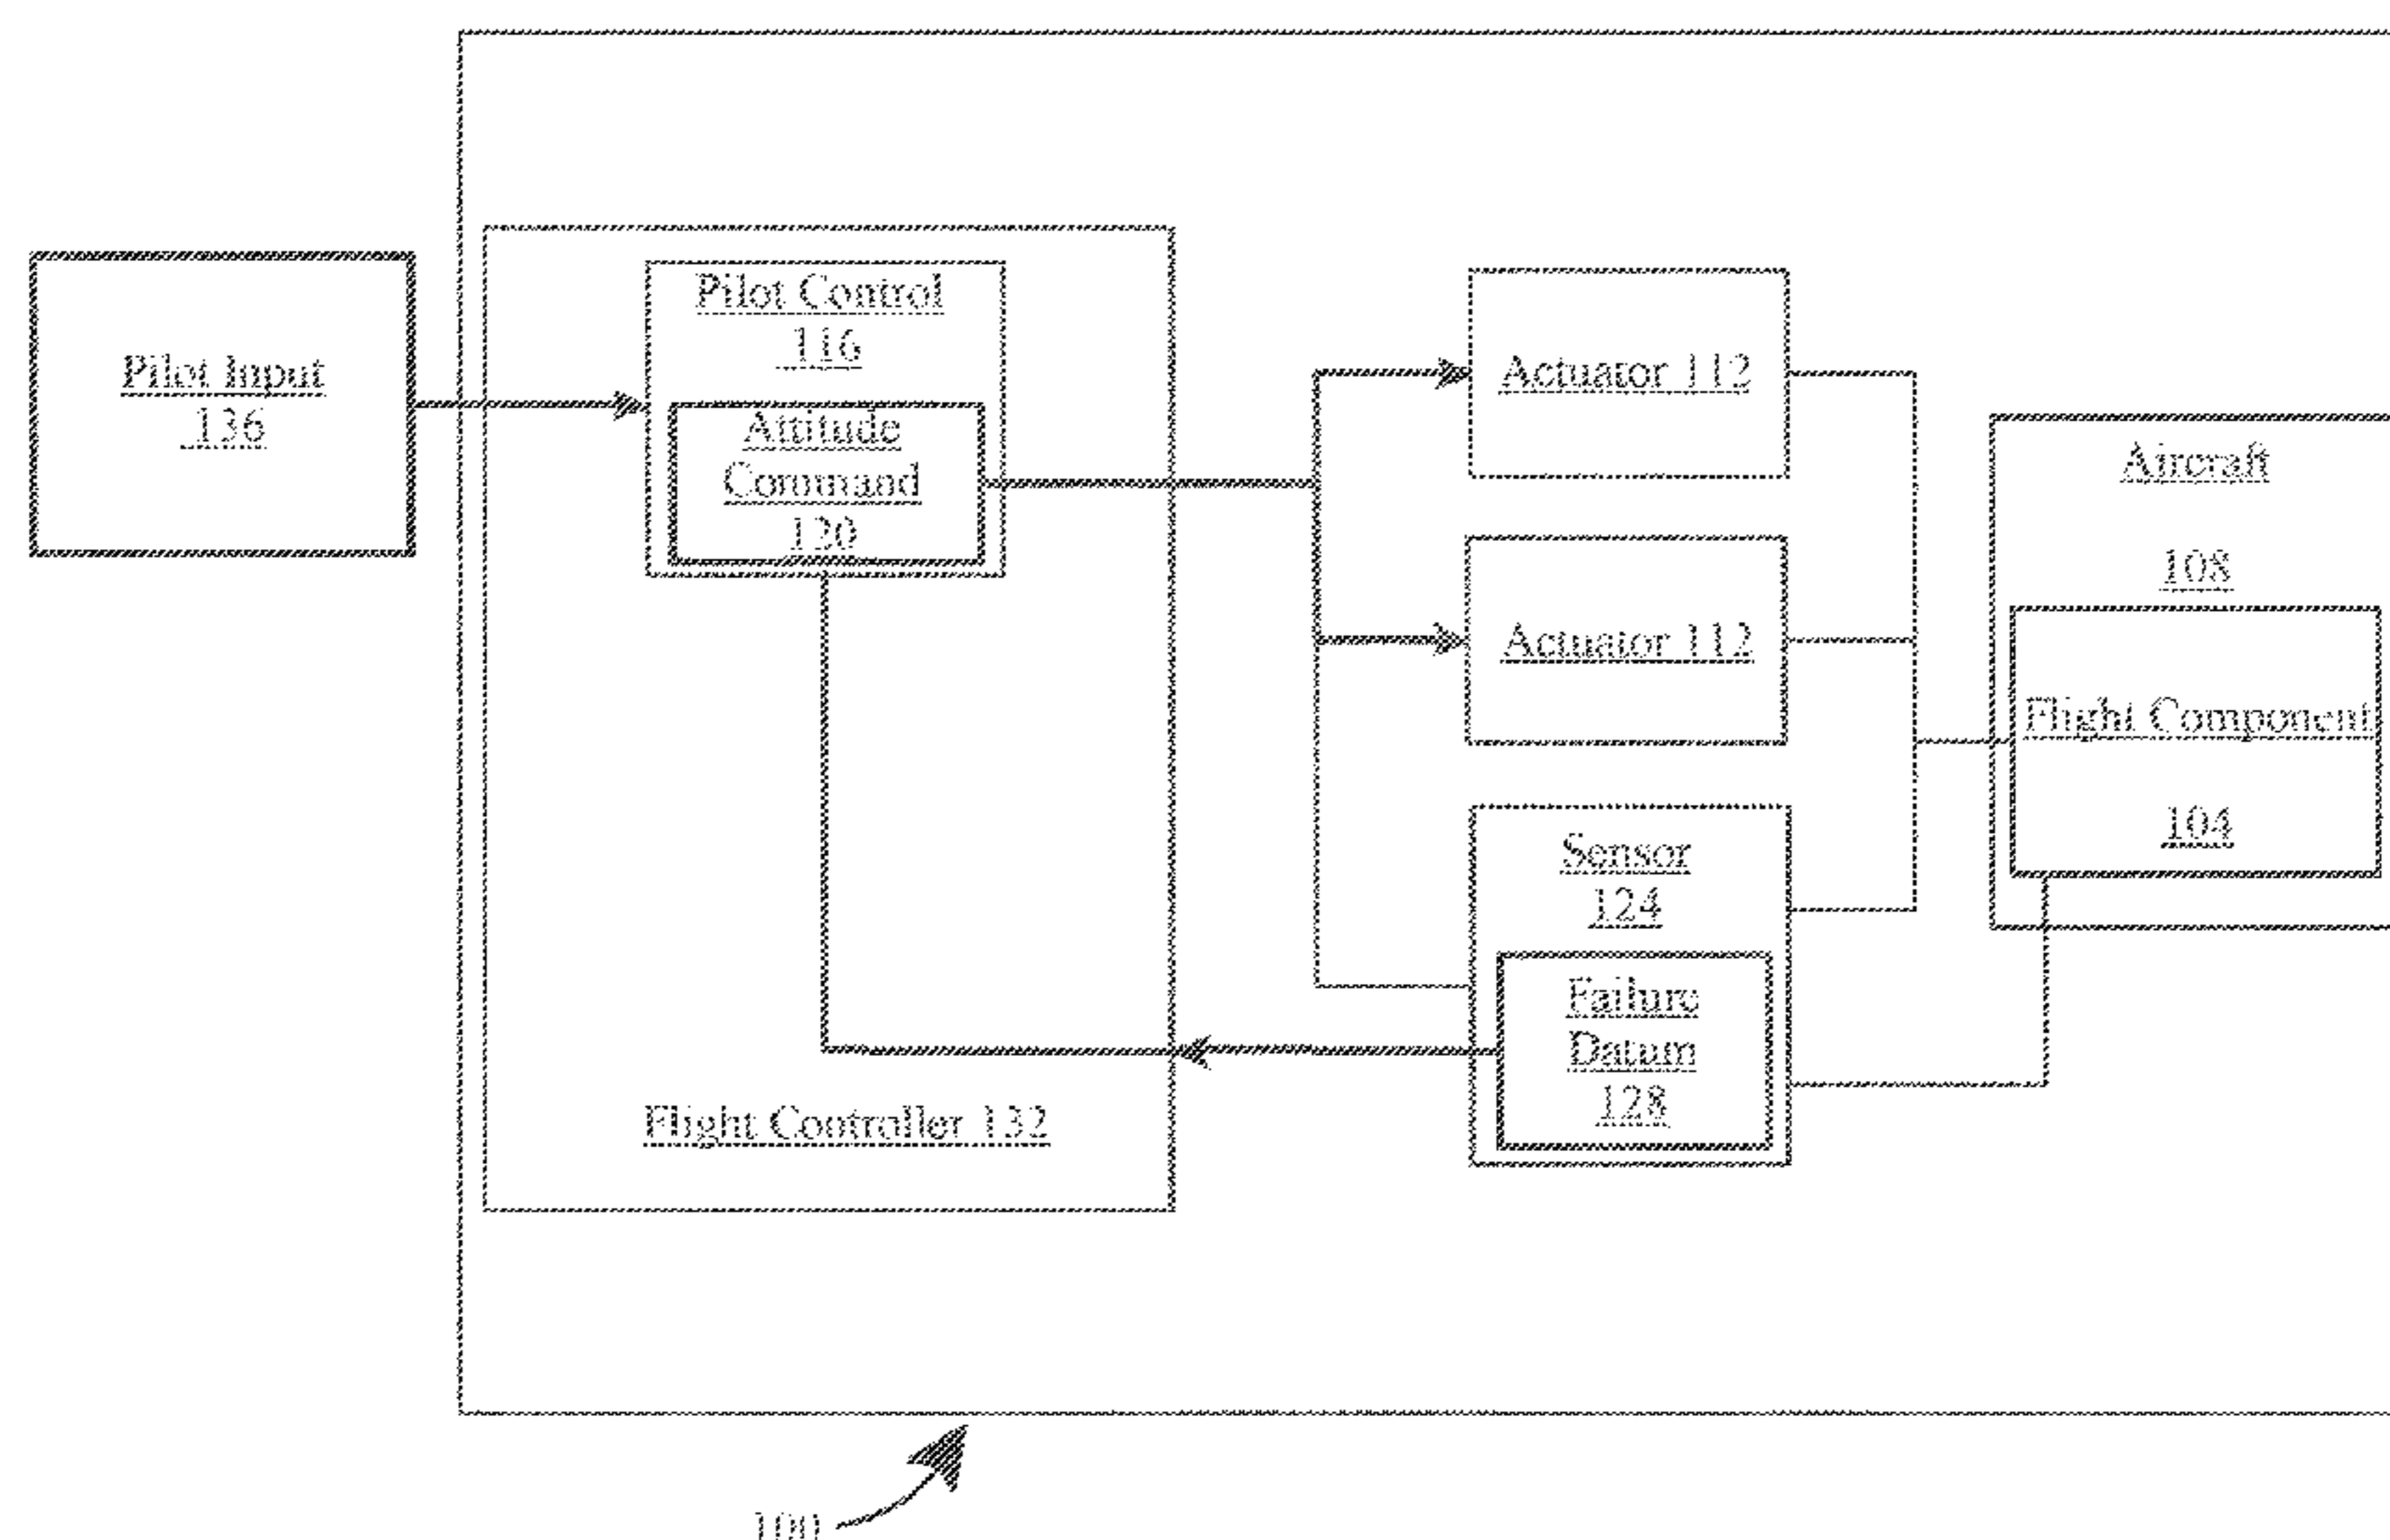 Pilot Input
136
Pilot Control
116
Attitude
Command
120
Flight Controller 132
Actuator 112
Actuator 112
Sensor
124
Failure
Datum
128
Aircraft
108
Flight Component
104
100